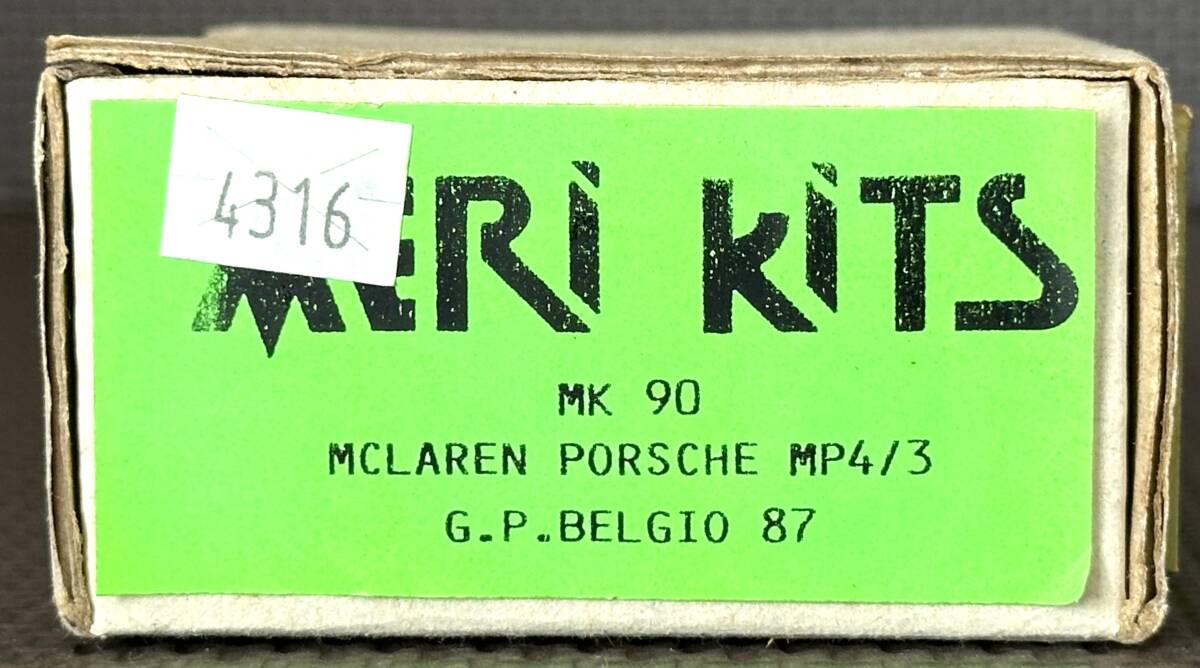 4316
MERI KITS
MK 90
MCLAREN PORSCHE MP4/3
G.P.BELGIO 87